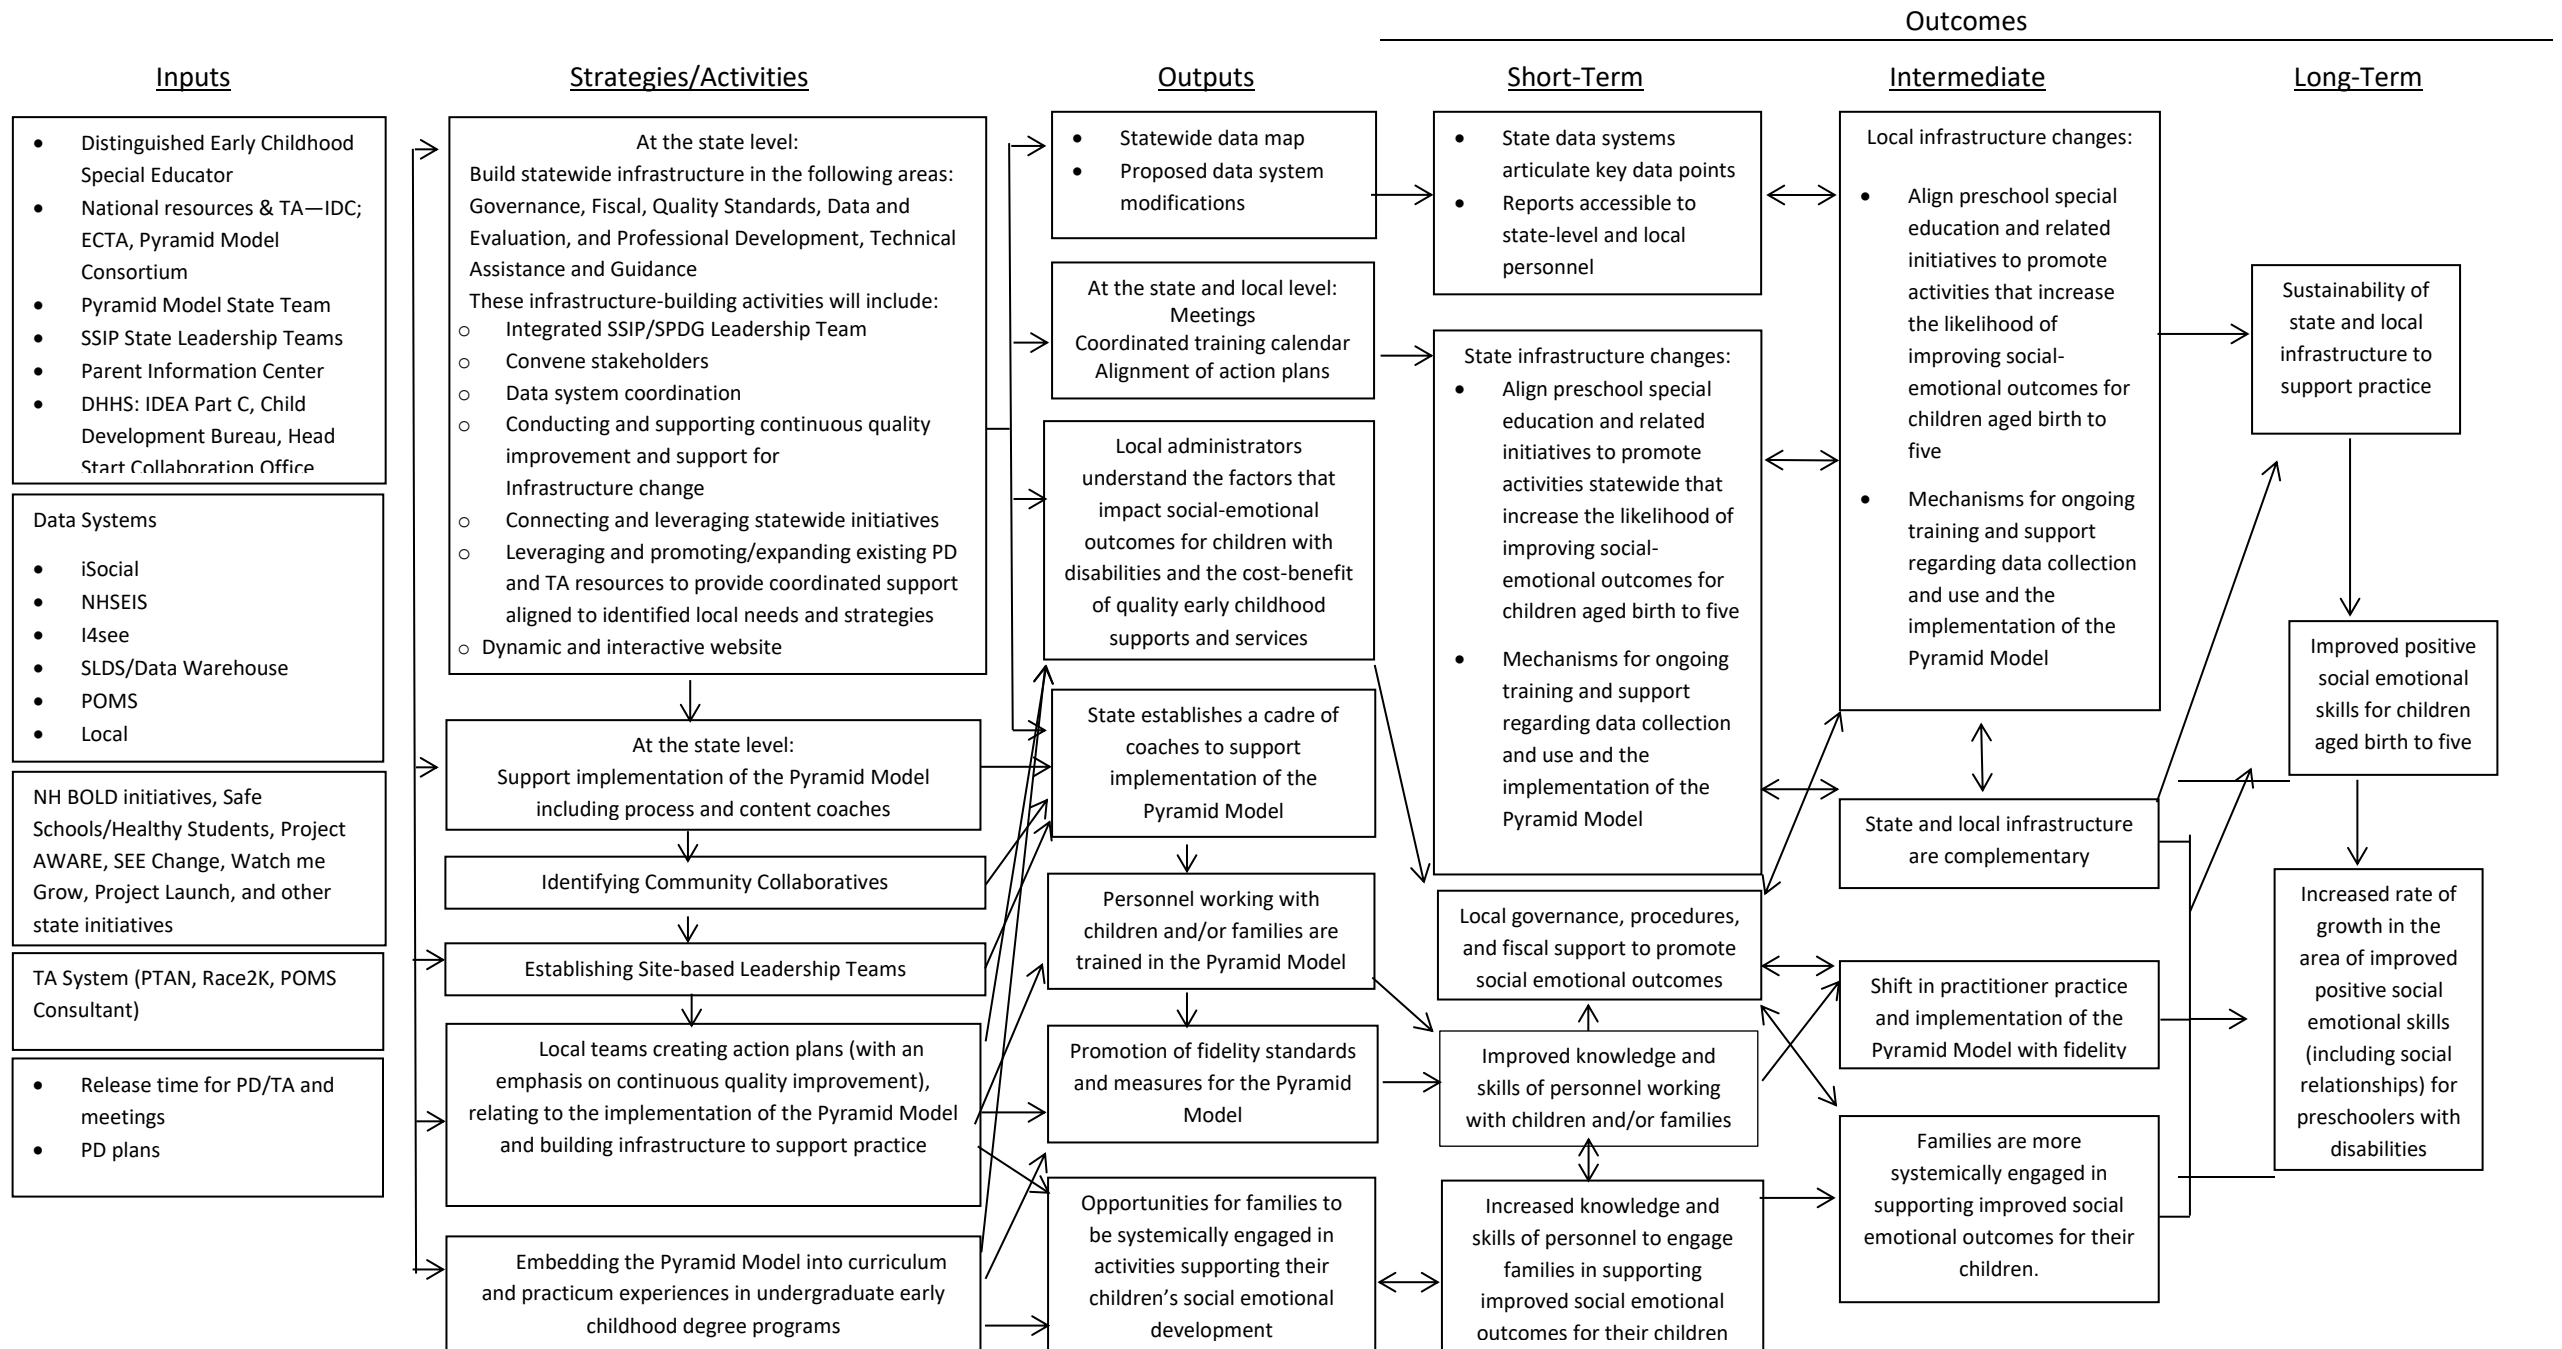 Outcomes
Inputs
Strategies/Activities
Outputs
Short-Term
Intermediate
Long-Term
• Distinguished Early Childhood
Special Educator
• National resources & TA—IDC;
ECTA, Pyramid Model
Consortium
• Pyramid Model State Team
• SSIP State Leadership Teams
• Parent Information Center
• DHHS: IDEA Part C, Child
Development Bureau, Head
Start Collaboration Office
Data Systems
• iSocial
• NHSEIS
• I4see
• SLDS/Data Warehouse
• POMS
• Local
NH BOLD initiatives, Safe
Schools/Healthy Students, Project
AWARE, SEE Change, Watch me
Grow, Project Launch, and other
state initiatives
TA System (PTAN, Race2K, POMS
Consultant)
• Release time for PD/TA and
meetings
• PD plans
At the state level:
Build statewide infrastructure in the following areas:
Governance, Fiscal, Quality Standards, Data and
Evaluation, and Professional Development, Technical
Assistance and Guidance
These infrastructure-building activities will include:
o Integrated SSIP/SPDG Leadership Team
o Convene stakeholders
o Data system coordination
o Conducting and supporting continuous quality
improvement and support for
Infrastructure change
o Connecting and leveraging statewide initiatives
o Leveraging and promoting/expanding existing PD
and TA resources to provide coordinated support
aligned to identified local needs and strategies
o Dynamic and interactive website
At the state level:
Support implementation of the Pyramid Model
including process and content coaches
Identifying Community Collaboratives
Establishing Site-based Leadership Teams
Local teams creating action plans (with an
emphasis on continuous quality improvement),
relating to the implementation of the Pyramid Model
and building infrastructure to support practice
Embedding the Pyramid Model into curriculum
and practicum experiences in undergraduate early
childhood degree programs
• Statewide data map
• Proposed data system
modifications
At the state and local level:
Meetings
Coordinated training calendar
Alignment of action plans
Local administrators
understand the factors that
impact social-emotional
outcomes for children with
disabilities and the cost-benefit
of quality early childhood
supports and services
State establishes a cadre of
coaches to support
implementation of the
Pyramid Model
Personnel working with
children and/or families are
trained in the Pyramid Model
Promotion of fidelity standards
and measures for the Pyramid
Model
Opportunities for families to
be systemically engaged in
activities supporting their
children’s social emotional
development
• State data systems
articulate key data points
• Reports accessible to
state-level and local
personnel
State infrastructure changes:
• Align preschool special
education and related
initiatives to promote
activities statewide that
increase the likelihood of
improving social-
emotional outcomes for
children aged birth to five
• Mechanisms for ongoing
training and support
regarding data collection
and use and the
implementation of the
Pyramid Model
Local governance, procedures,
and fiscal support to promote
social emotional outcomes
Improved knowledge and
skills of personnel working
with children and/or families
Increased knowledge and
skills of personnel to engage
families in supporting
improved social emotional
outcomes for their children
Local infrastructure changes:
• Align preschool special
education and related
initiatives to promote
activities that increase
the likelihood of
improving social-
emotional outcomes for
children aged birth to
five
• Mechanisms for ongoing
training and support
regarding data collection
and use and the
implementation of the
Pyramid Model
State and local infrastructure
are complementary
Shift in practitioner practice
and implementation of the
Pyramid Model with fidelity
Families are more
systemically engaged in
supporting improved social
emotional outcomes for their
children.
Sustainability of
state and local
infrastructure to
support practice
Improved positive
social emotional
skills for children
aged birth to five
Increased rate of
growth in the
area of improved
positive social
emotional skills
(including social
relationships) for
preschoolers with
disabilities